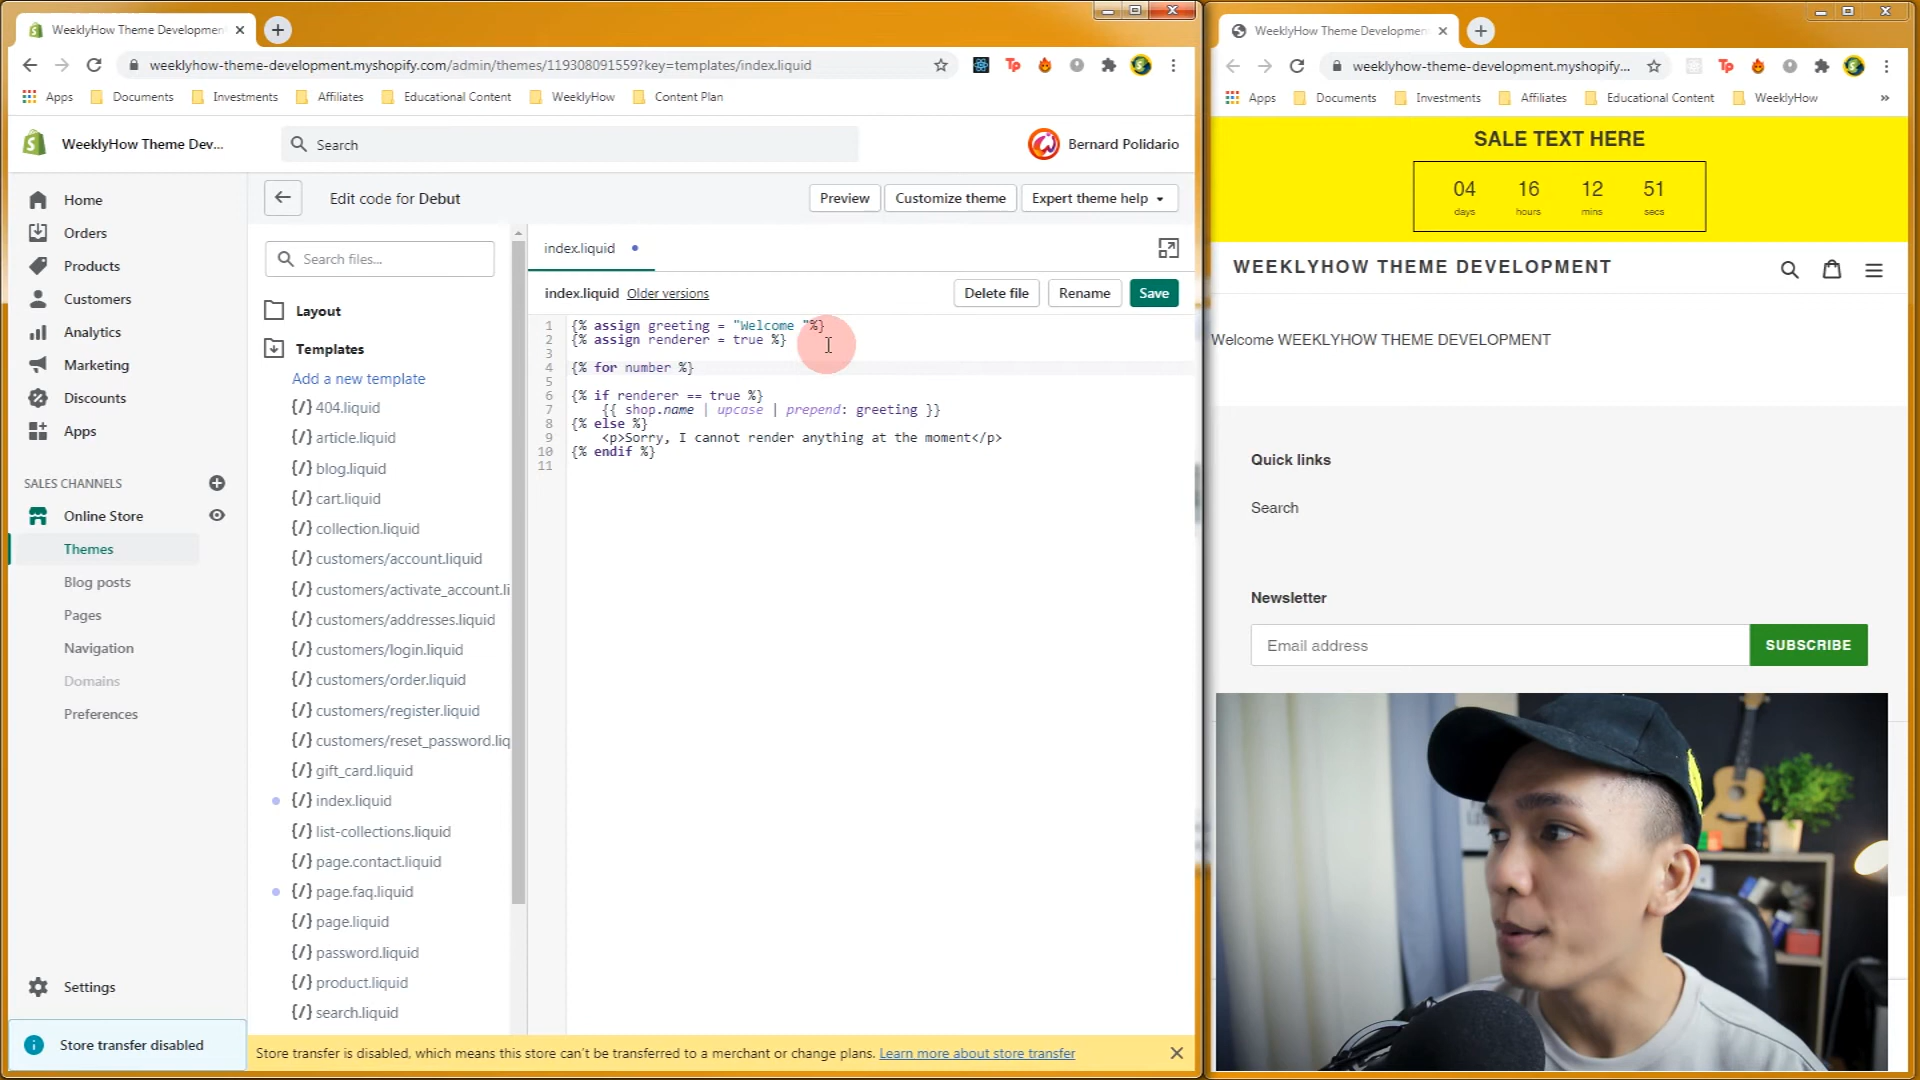 WeeklyHow Theme Development
weeklyhow-theme-development.myshopify.com/admin/themes/119308091559?key=templates/index.liquid
Apps
Documents
Investments
Affiliates
Educational Content
WeeklyHow
Content Plan
WeeklyHow Theme Dev...
Search
Bernard Polidario
Home
Orders
Products
Customers
Analytics
Marketing
Discounts
Apps
SALES CHANNELS
Online Store
Themes
Blog posts
Pages
Navigation
Domains
Preferences
Settings
Store transfer disabled
Edit code for Debut
Preview
Customize theme
Expert theme help
Search files...
Layout
Templates
Add a new template
{/} 404.liquid
{/} article.liquid
{/} blog.liquid
{/} cart.liquid
{/} collection.liquid
{/} customers/account.liquid
{/} customers/activate_account.li
{/} customers/addresses.liquid
{/} customers/login.liquid
{/} customers/order.liquid
{/} customers/register.liquid
{/} customers/reset_password.liq
{/} gift_card.liquid
{/} index.liquid
{/} list-collections.liquid
{/} page.contact.liquid
{/} page.faq.liquid
{/} page.liquid
{/} password.liquid
{/} product.liquid
{/} search.liquid
index.liquid
index.liquid Older versions
Delete file
Rename
Save
1 {% assign greeting = "Welcome "%}
2 {% assign renderer = true %}
3
4 {% for number %}
5
6 {% if renderer == true %}
7 {{ shop.name | upcase | prepend: greeting }}
8 {% else %}
9 <p>Sorry, I cannot render anything at the moment</p>
10 {% endif %}
11
Store transfer is disabled, which means this store can't be transferred to a merchant or change plans. Learn more about store transfer
WeeklyHow Theme Developmen
weeklyhow-theme-development.myshopify...
Apps
Documents
Investments
Affiliates
Educational Content
WeeklyHow
»
SALE TEXT HERE
04 16 12 51
days hours mins secs
WEEKLYHOW THEME DEVELOPMENT
Welcome WEEKLYHOW THEME DEVELOPMENT
Quick links
Search
Newsletter
Email address
SUBSCRIBE